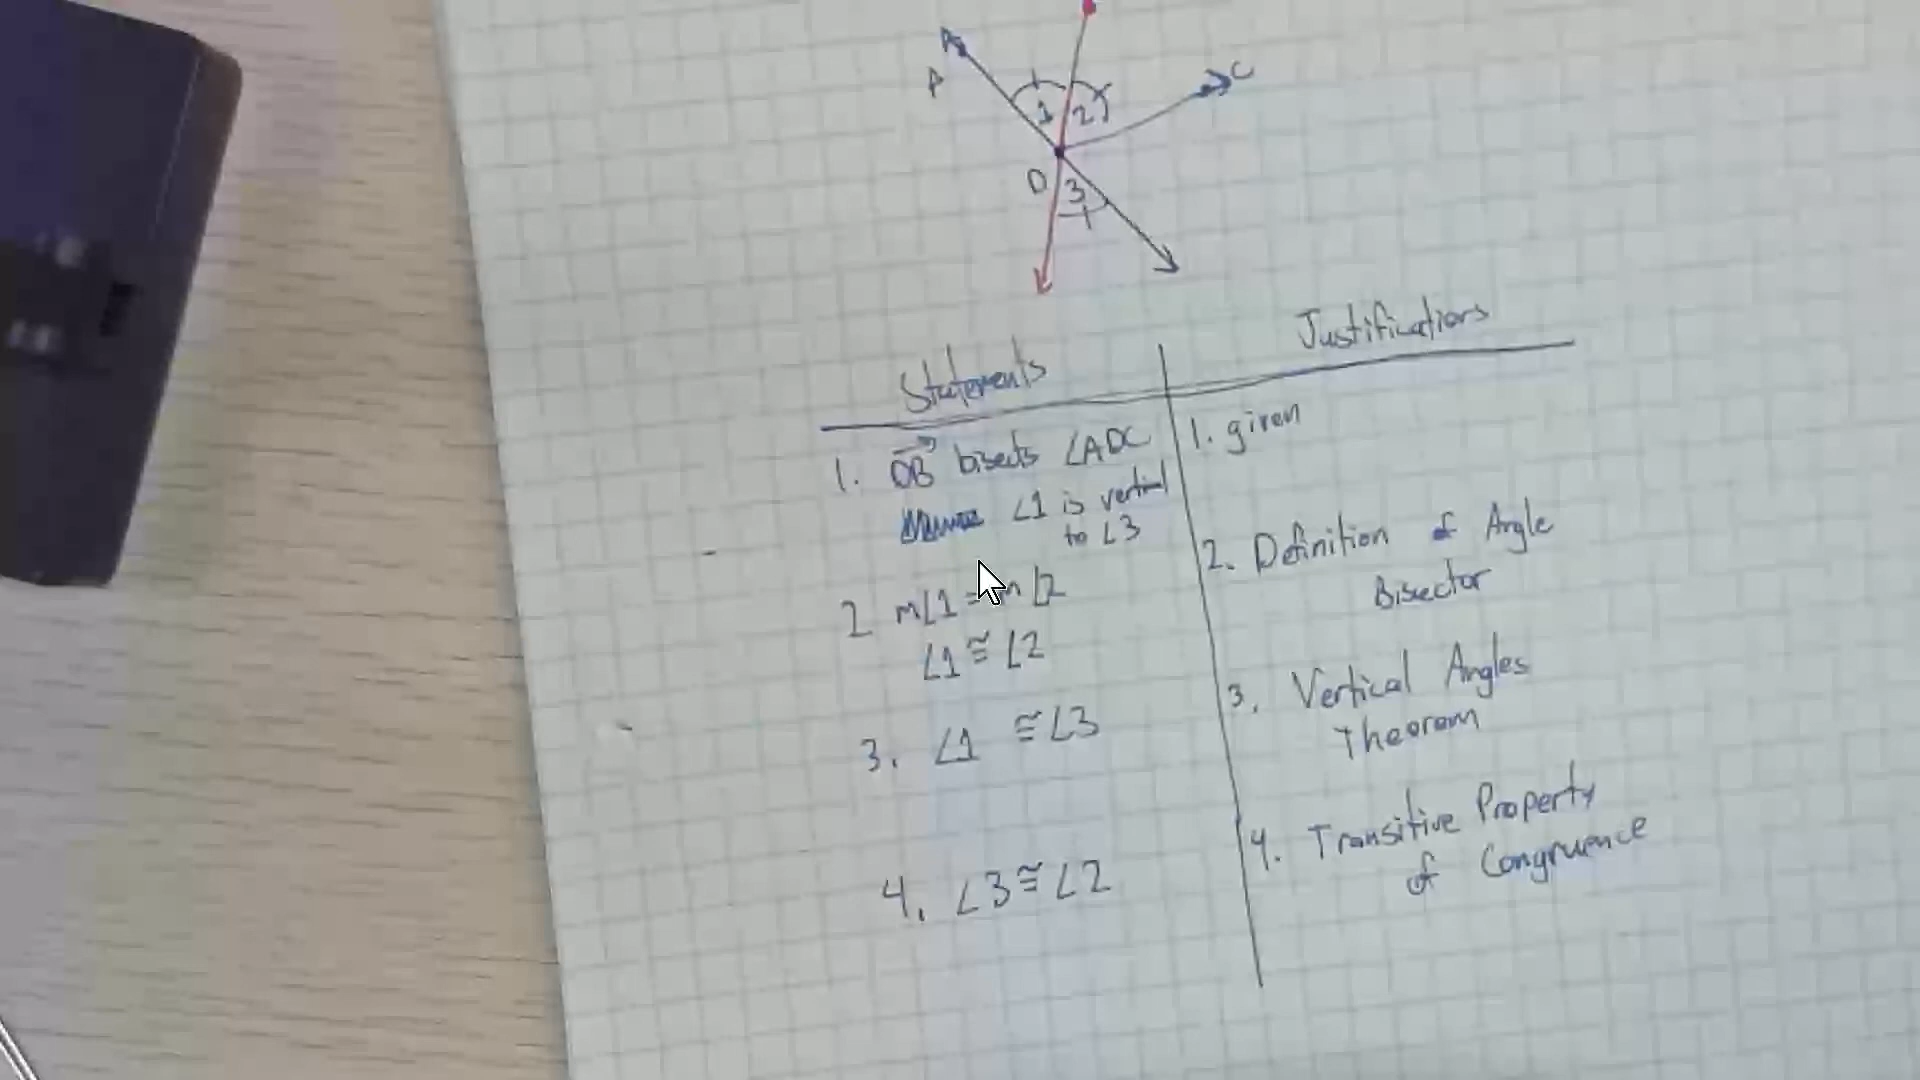 A
C
1 2
D 3
Statements
Justifications
1. DB bisects ∠ADC
1. given
∠1 is vertical
to ∠3
2. Definition of Angle
Bisector
2 m∠1 = m∠2
∠1 ≅ ∠2
3. Vertical Angles
Theorem
3. ∠1 ≅ ∠3
4. Transitive Property
of Congruence
4. ∠3 ≅ ∠2